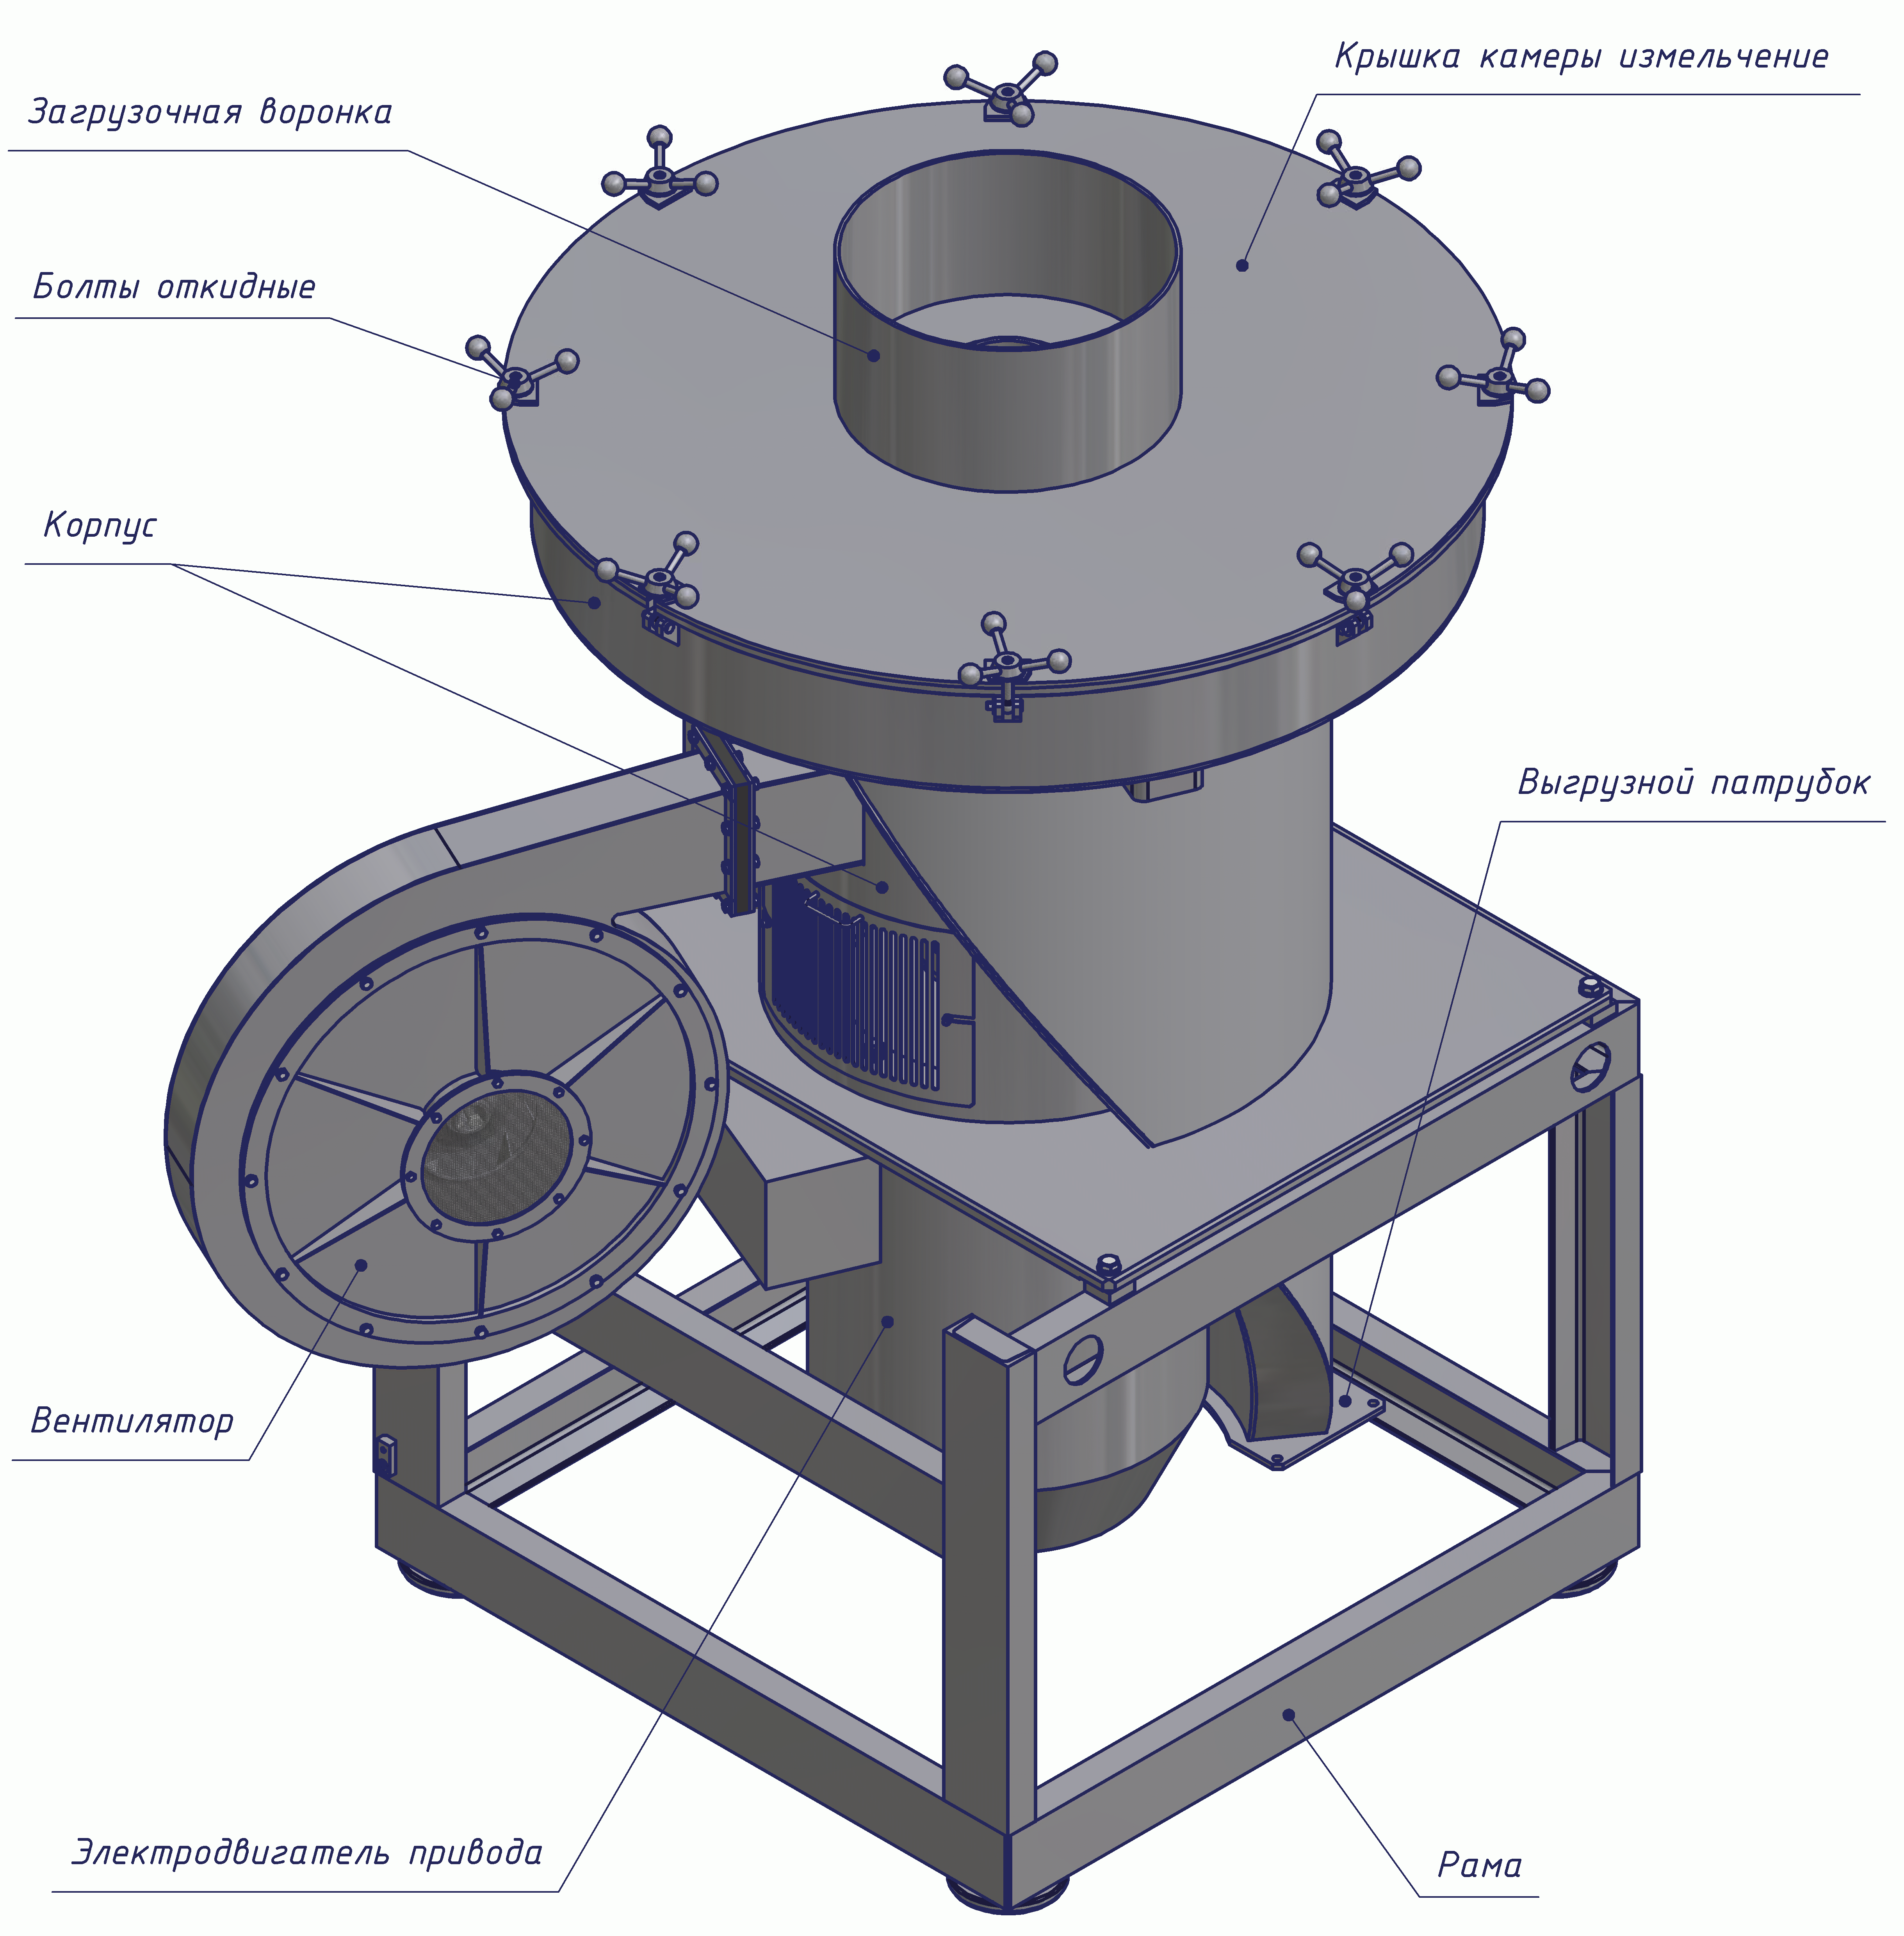 Крышка камеры измельчение
Загрузочная воронка
Болты откидные
Корпус
Выгрузной патрубок
Вентилятор
Электродвигатель привода
Рама